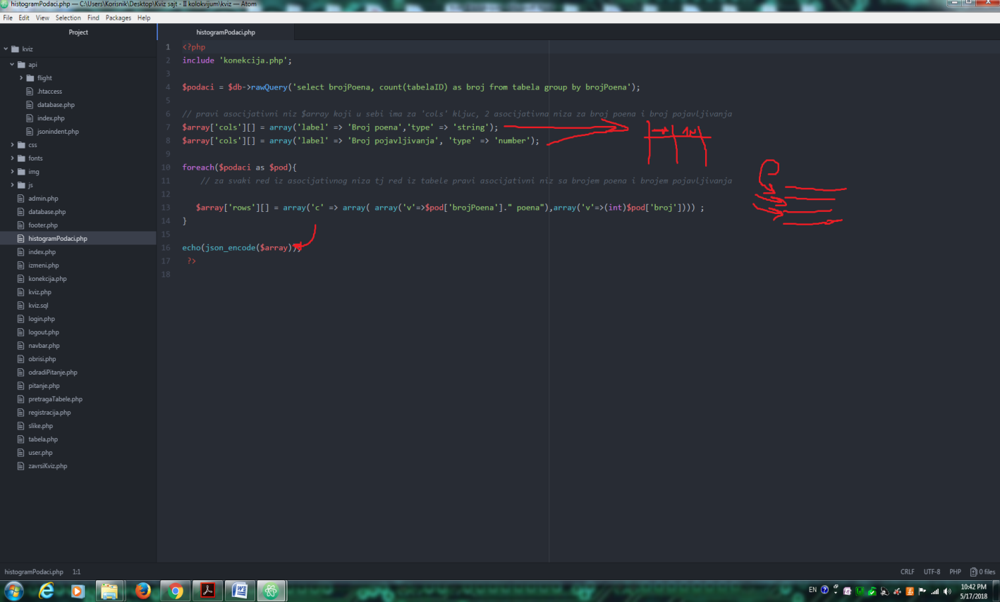 histogramPodaci.php — C:\Users\Korisnik\Desktop\Kviz sajt - II kolokvijum\kviz — Atom
File Edit View Selection Find Packages Help
Project
histogramPodaci.php
kviz
api
flight
.htaccess
database.php
index.php
jsonindent.php
css
fonts
img
js
admin.php
database.php
footer.php
histogramPodaci.php
index.php
izmeni.php
konekcija.php
kviz.php
kviz.sql
login.php
logout.php
navbar.php
obrisi.php
odradiPitanje.php
pitanje.php
pretragaTabele.php
registracija.php
slike.php
tabela.php
user.php
zavrsiKviz.php
1 <?php
2 include 'konekcija.php';
3
4 $podaci = $db->rawQuery('select brojPoena, count(tabelaID) as broj from tabela group by brojPoena');
5
6 // pravi asocijativni niz $array koji u sebi ima za 'cols' kljuc, 2 asocijativna niza za broj poena i broj pojavljivanja
7 $array['cols'][] = array('label' => 'Broj poena','type' => 'string');
8 $array['cols'][] = array('label' => 'Broj pojavljivanja', 'type' => 'number');
9
10 foreach($podaci as $pod){
11 // za svaki red iz asocijativnog niza tj red iz tabele pravi asocijativni niz sa brojem poena i brojem pojavljivanja
12
13 $array['rows'][] = array('c' => array( array('v'=>$pod['brojPoena']." poena"),array('v'=>(int)$pod['broj']))) ;
14 }
15
16 echo(json_encode($array));
17 ?>
18
histogramPodaci.php 1:1
CRLF UTF-8 PHP 0 files
EN
10:42 PM
5/17/2018